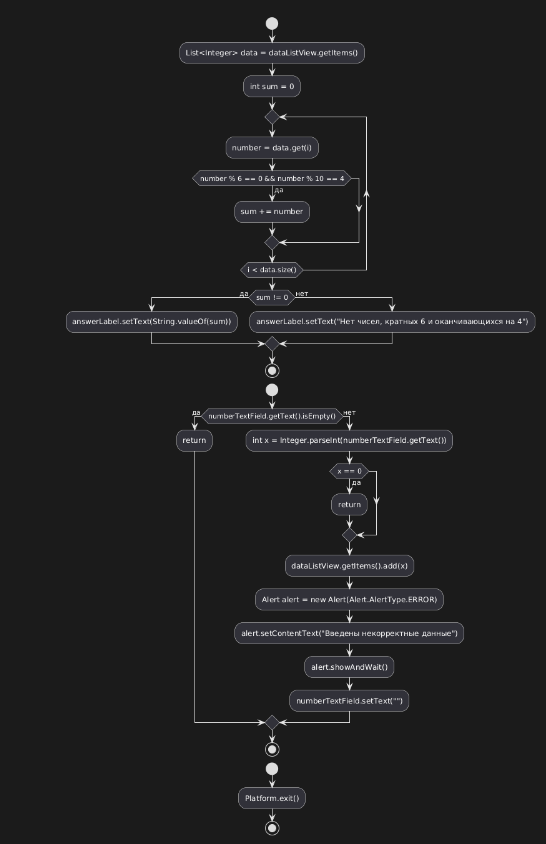 List<Integer> data = dataListView.getItems()
int sum = 0
number = data.get(i)
number % 6 == 0 && number % 10 == 4
да
sum += number
i < data.size()
да
sum != 0
нет
answerLabel.setText(String.valueOf(sum))
answerLabel.setText("Нет чисел, кратных 6 и оканчивающихся на 4")
да
numberTextField.getText().isEmpty()
нет
return
int x = Integer.parseInt(numberTextField.getText())
x == 0
да
return
dataListView.getItems().add(x)
Alert alert = new Alert(Alert.AlertType.ERROR)
alert.setContentText("Введены некорректные данные")
alert.showAndWait()
numberTextField.setText("")
Platform.exit()